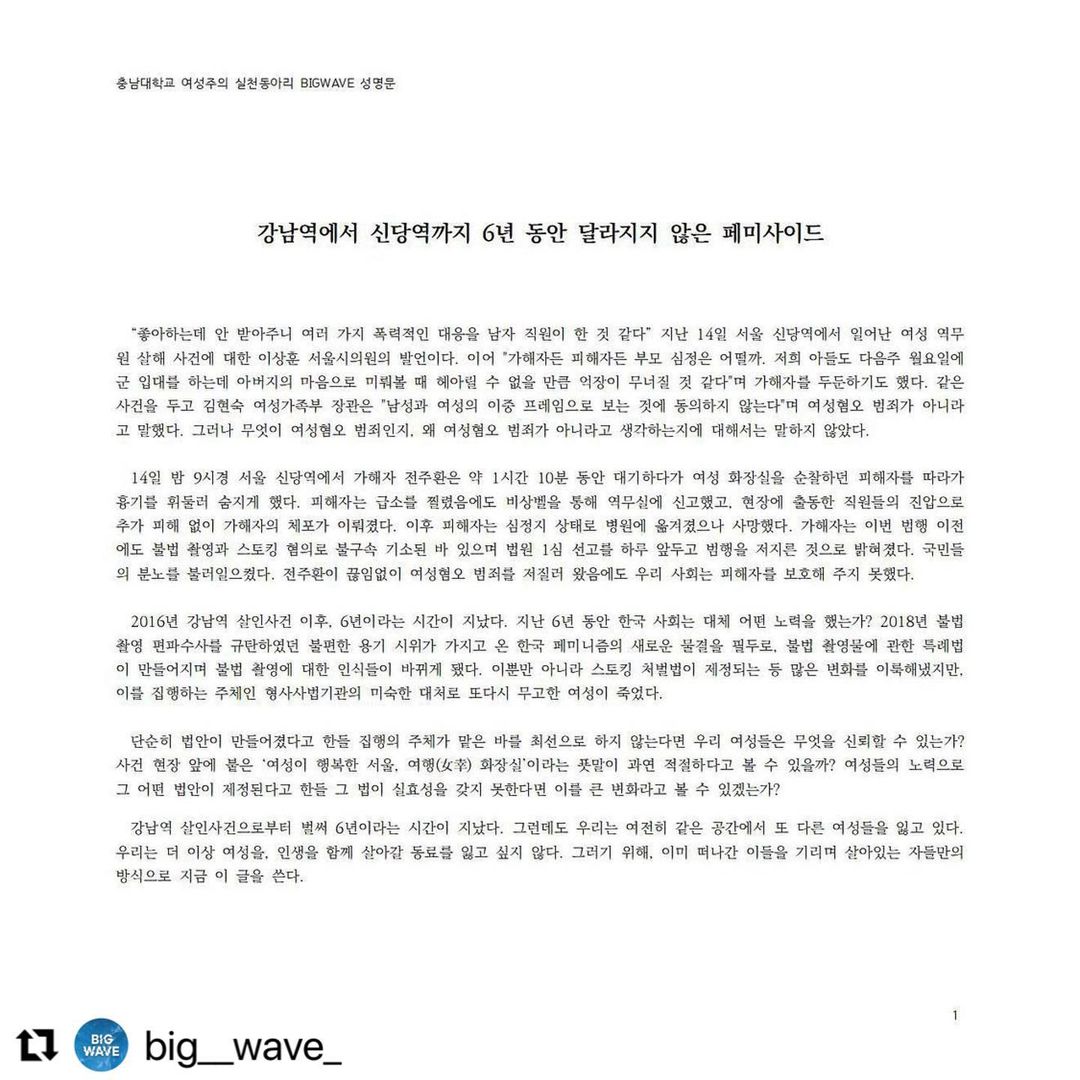 충남대학교 여성주의 실천동아리 BIGWAVE 성명문
강남역에서 신당역까지 6년 동안 달라지지 않은 페미사이드
“좋아하는데 안 받아주니 여러 가지 폭력적인 대응을 남자 직원이 한 것 같다” 지난 14일 서울 신당역에서 일어난 여성 역무
원 살해 사건에 대한 이상훈 서울시의원의 발언이다. 이어 "가해자든 피해자든 부모 심정은 어떨까. 저희 아들도 다음주 월요일에
군 입대를 하는데 아버지의 마음으로 미뤄볼 때 헤아릴 수 없을 만큼 억장이 무너질 것 같다"며 가해자를 두둔하기도 했다. 같은
사건을 두고 김현숙 여성가족부 장관은 "남성과 여성의 이중 프레임으로 보는 것에 동의하지 않는다"며 여성혐오 범죄가 아니라
고 말했다. 그러나 무엇이 여성혐오 범죄인지, 왜 여성혐오 범죄가 아니라고 생각하는지에 대해서는 말하지 않았다.
14일 밤 9시경 서울 신당역에서 가해자 전주환은 약 1시간 10분 동안 대기하다가 여성 화장실을 순찰하던 피해자를 따라가
흉기를 휘둘러 숨지게 했다. 피해자는 급소를 찔렸음에도 비상벨을 통해 역무실에 신고했고, 현장에 출동한 직원들의 진압으로
추가 피해 없이 가해자의 체포가 이뤄졌다. 이후 피해자는 심정지 상태로 병원에 옮겨졌으나 사망했다. 가해자는 이번 범행 이전
에도 불법 촬영과 스토킹 혐의로 불구속 기소된 바 있으며 법원 1심 선고를 하루 앞두고 범행을 저지른 것으로 밝혀졌다. 국민들
의 분노를 불러일으켰다. 전주환이 끊임없이 여성혐오 범죄를 저질러 왔음에도 우리 사회는 피해자를 보호해 주지 못했다.
2016년 강남역 살인사건 이후, 6년이라는 시간이 지났다. 지난 6년 동안 한국 사회는 대체 어떤 노력을 했는가? 2018년 불법
촬영 편파수사를 규탄하였던 불편한 용기 시위가 가지고 온 한국 페미니즘의 새로운 물결을 필두로, 불법 촬영물에 관한 특례법
이 만들어지며 불법 촬영에 대한 인식들이 바뀌게 됐다. 이뿐만 아니라 스토킹 처벌법이 제정되는 등 많은 변화를 이룩해냈지만,
이를 집행하는 주체인 형사사법기관의 미숙한 대처로 또다시 무고한 여성이 죽었다.
단순히 법안이 만들어졌다고 한들 집행의 주체가 맡은 바를 최선으로 하지 않는다면 우리 여성들은 무엇을 신뢰할 수 있는가?
사건 현장 앞에 붙은 ‘여성이 행복한 서울, 여행(女幸) 화장실’이라는 푯말이 과연 적절하다고 볼 수 있을까? 여성들의 노력으로
그 어떤 법안이 제정된다고 한들 그 법이 실효성을 갖지 못한다면 이를 큰 변화라고 볼 수 있겠는가?
강남역 살인사건으로부터 벌써 6년이라는 시간이 지났다. 그런데도 우리는 여전히 같은 공간에서 또 다른 여성들을 잃고 있다.
우리는 더 이상 여성을, 인생을 함께 살아갈 동료를 잃고 싶지 않다. 그러기 위해, 이미 떠나간 이들을 기리며 살아있는 자들만의
방식으로 지금 이 글을 쓴다.
1
BIG
WAVE
big__wave_